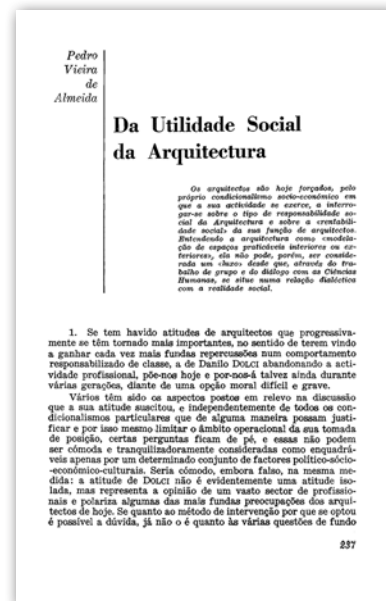 Pedro
Vieira
de
Almeida
Da Utilidade Social
da Arquitectura
Os arquitectos são hoje forçados, pelo
próprio condicionalismo socio-económico em
que a sua actividade se exerce, a interro-
gar-se sobre o tipo de responsabilidade so-
cial da Arquitectura e sobre a «rentabili-
dade social» da sua função de arquitectos.
Entendendo a arquitectura como «modela-
ção de espaços praticáveis interiores ou ex-
teriores», ela não pode, porém, ser conside-
rada um «luxo» desde que, através do tra-
balho de grupo e do diálogo com as Ciências
Humanas, se situe numa relação dialéctica
com a realidade social.
1. Se tem havido atitudes de arquitectos que progressiva-
mente se têm tornado mais importantes, no sentido de terem vindo
a ganhar cada vez mais fundas repercussões num comportamento
responsabilizado de classe, a de Danilo DOLCI abandonando a acti-
vidade profissional, põe-nos hoje e por-nos-á talvez ainda durante
várias gerações, diante de uma opção moral difícil e grave.
Vários têm sido os aspectos postos em relevo na discussão
que a sua atitude suscitou, e independentemente de todos os con-
dicionalismos particulares que de alguma maneira possam justi-
ficar e por isso mesmo limitar o âmbito operacional da sua tomada
de posição, certas perguntas ficam de pé, e essas não podem
ser cómoda e tranquilizadoramente consideradas como enquadrá-
veis apenas por um determinado conjunto de factores político-sócio-
-económico-culturais. Seria cómodo, embora falso, na mesma me-
dida: a atitude de DOLCI não é evidentemente uma atitude iso-
lada, mas representa a opinião de um vasto sector de profissio-
nais e polariza algumas das mais fundas preocupações dos arqui-
tectos de hoje. Se quanto ao método de intervenção por que se optou
é possível a dúvida, já não o é quanto às várias questões de fundo
237